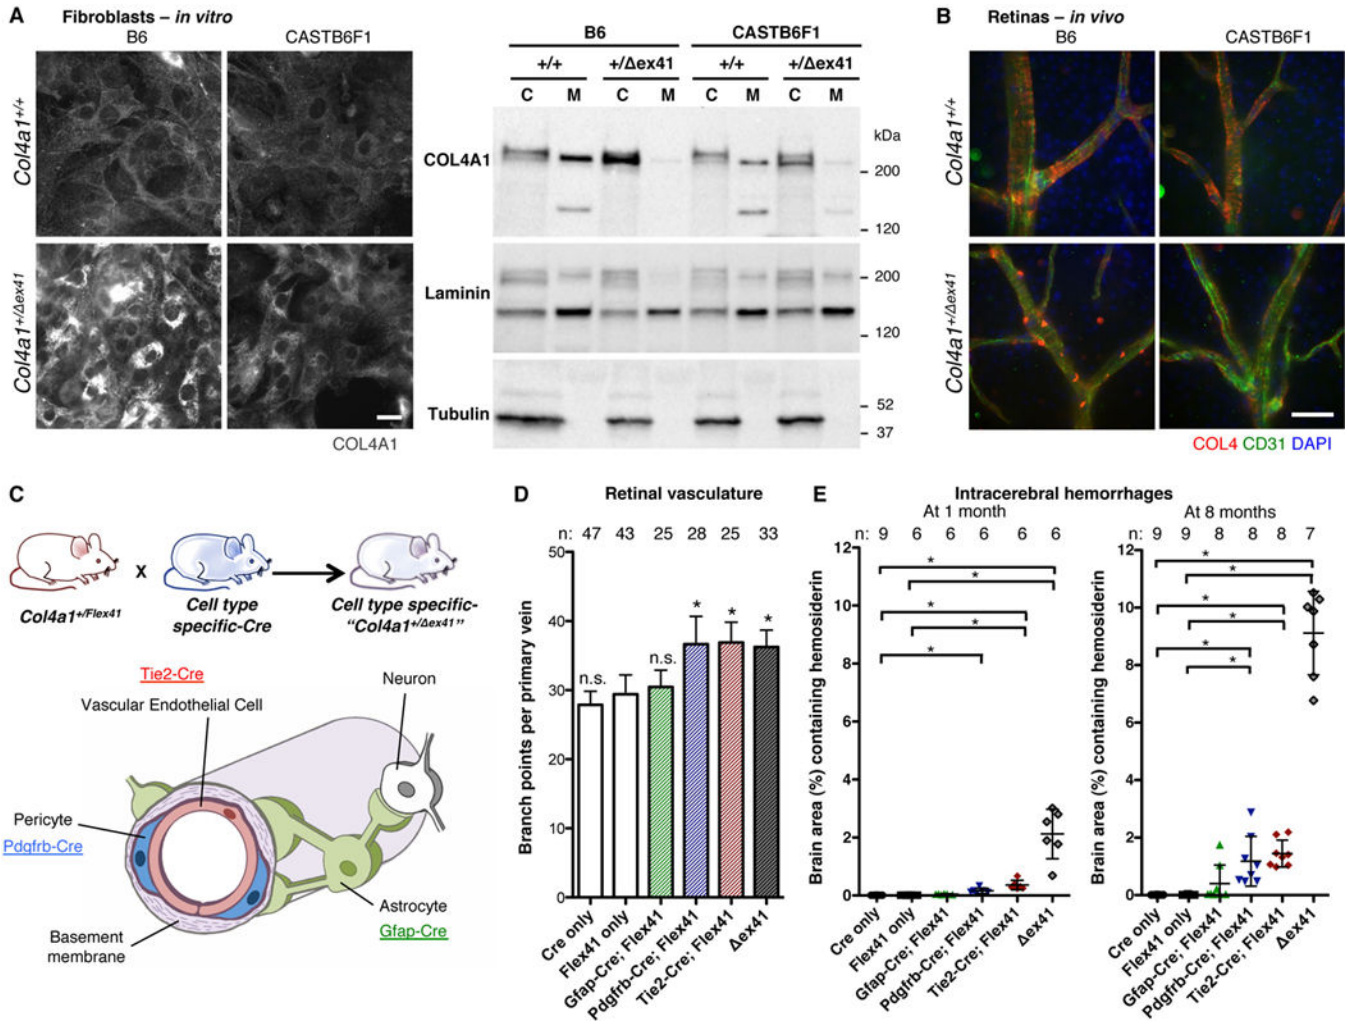 A
Fibroblasts – in vitro
B6 CASTB6F1
Col4a1+/+
Col4a1+/Δex41
COL4A1
B6 CASTB6F1
+/+ +/Δex41 +/+ +/Δex41
C M C M C M C M
kDa
COL4A1
200
120
Laminin
200
120
Tubulin
52
37
B
Retinas – in vivo
B6 CASTB6F1
Col4a1+/+
Col4a1+/Δex41
COL4 CD31 DAPI
C
X
Col4a1+/Flex41
Cell type
specific-Cre
Cell type specific-
“Col4a1+/Δex41”
Tie2-Cre
Vascular Endothelial Cell
Neuron
Pericyte
Pdgfrb-Cre
Astrocyte
Gfap-Cre
Basement
membrane
D
Retinal vasculature
n: 47 43 25 28 25 33
Branch points per primary vein
50
40
30
20
10
0
n.s. n.s. * * *
Cre only
Flex41 only
Gfap-Cre; Flex41
Pdgfrb-Cre; Flex41
Tie2-Cre; Flex41
Δex41
E
Intracerebral hemorrhages
At 1 month
n: 9 6 6 6 6 6
Brain area (%) containing hemosiderin
12
10
8
6
4
2
0
*
*
*
*
*
Cre only
Flex41 only
Gfap-Cre; Flex41
Pdgfrb-Cre; Flex41
Tie2-Cre; Flex41
Δex41
At 8 months
n: 9 9 8 8 8 7
Brain area (%) containing hemosiderin
12
10
8
6
4
2
0
*
*
*
*
*
*
Cre only
Flex41 only
Gfap-Cre; Flex41
Pdgfrb-Cre; Flex41
Tie2-Cre; Flex41
Δex41